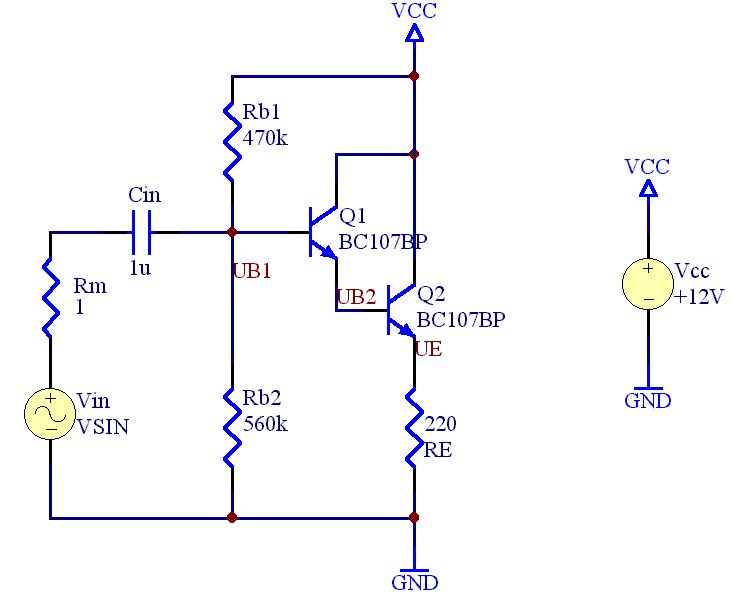 VCC
Rb1
470k
VCC
Cin
Q1
BC107BP
1u
UB1
Vcc
+12V
Rm
1
UB2
Q2
BC107BP
UE
Vin
VSIN
Rb2
560k
220
RE
GND
GND